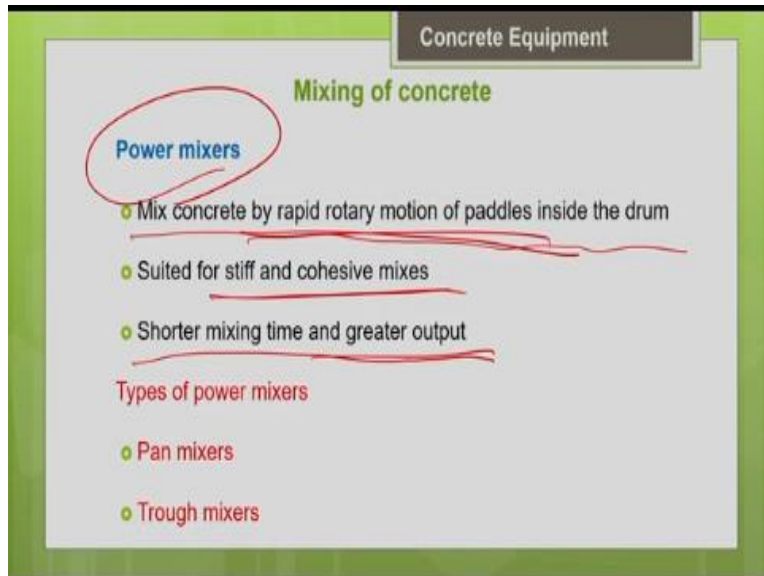 Concrete Equipment
Mixing of concrete
Power mixers
Mix concrete by rapid rotary motion of paddles inside the drum
Suited for stiff and cohesive mixes
Shorter mixing time and greater output
Types of power mixers
Pan mixers
Trough mixers